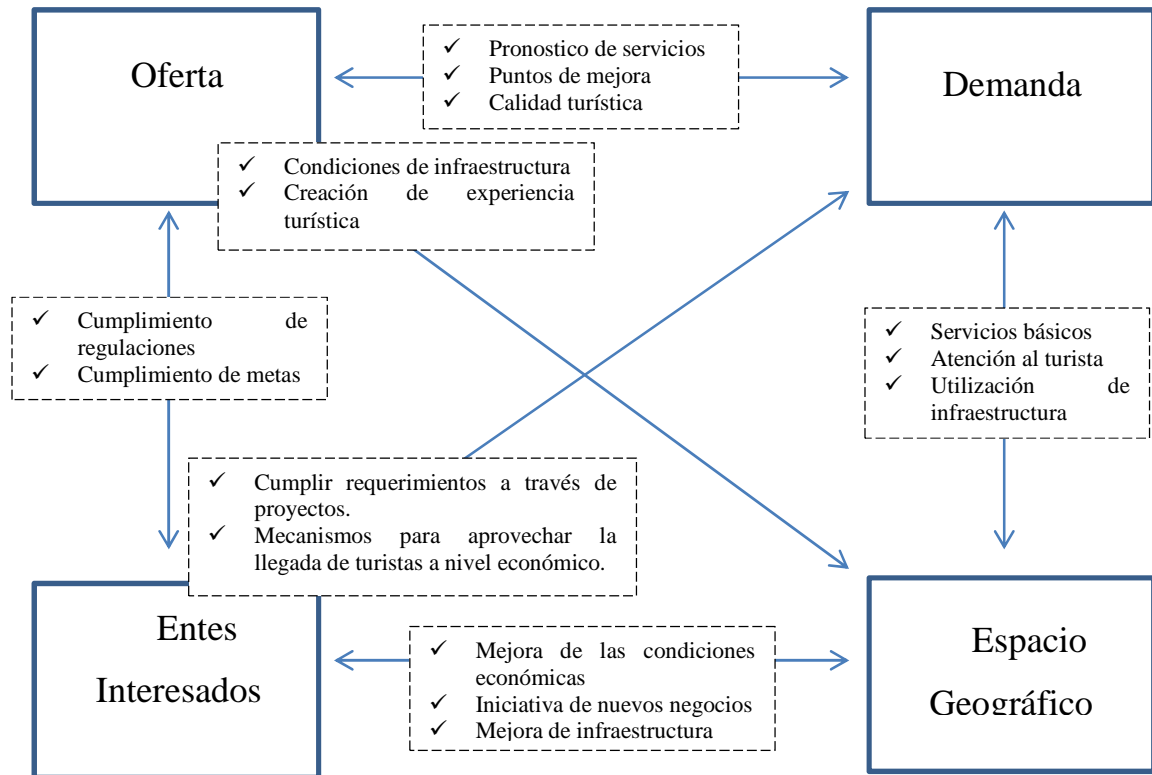 Oferta
Pronostico de servicios
Puntos de mejora
Calidad turística
Demanda
Condiciones de infraestructura
Creación de experiencia
turística
Cumplimiento de
regulaciones
Cumplimiento de metas
Servicios básicos
Atención al turista
Utilización de
infraestructura
Cumplir requerimientos a través de
proyectos.
Mecanismos para aprovechar la
llegada de turistas a nivel económico.
Entes
Interesados
Mejora de las condiciones
económicas
Iniciativa de nuevos negocios
Mejora de infraestructura
Espacio
Geográfico